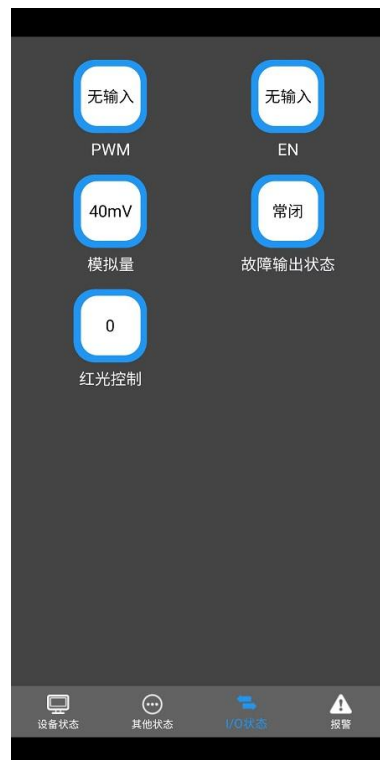 无输入
无输入
PWM
EN
40mV
常闭
模拟量
故障输出状态
0
红光控制
设备状态
其他状态
I/O状态
报警